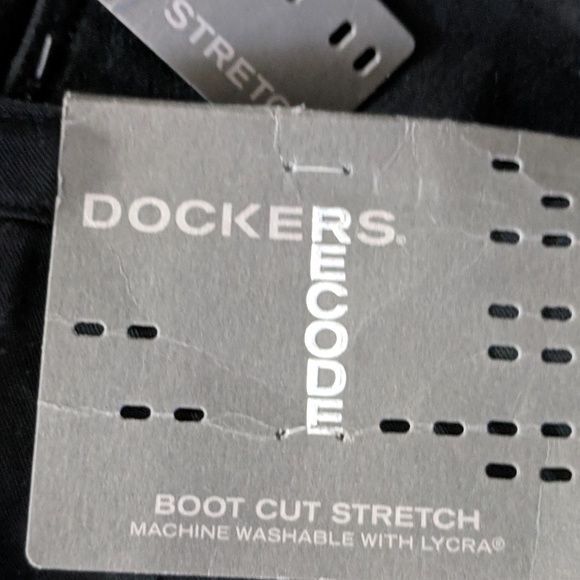 STRETC
DOCKERS®
RECODE
BOOT CUT STRETCH
MACHINE WASHABLE WITH LYCRA®